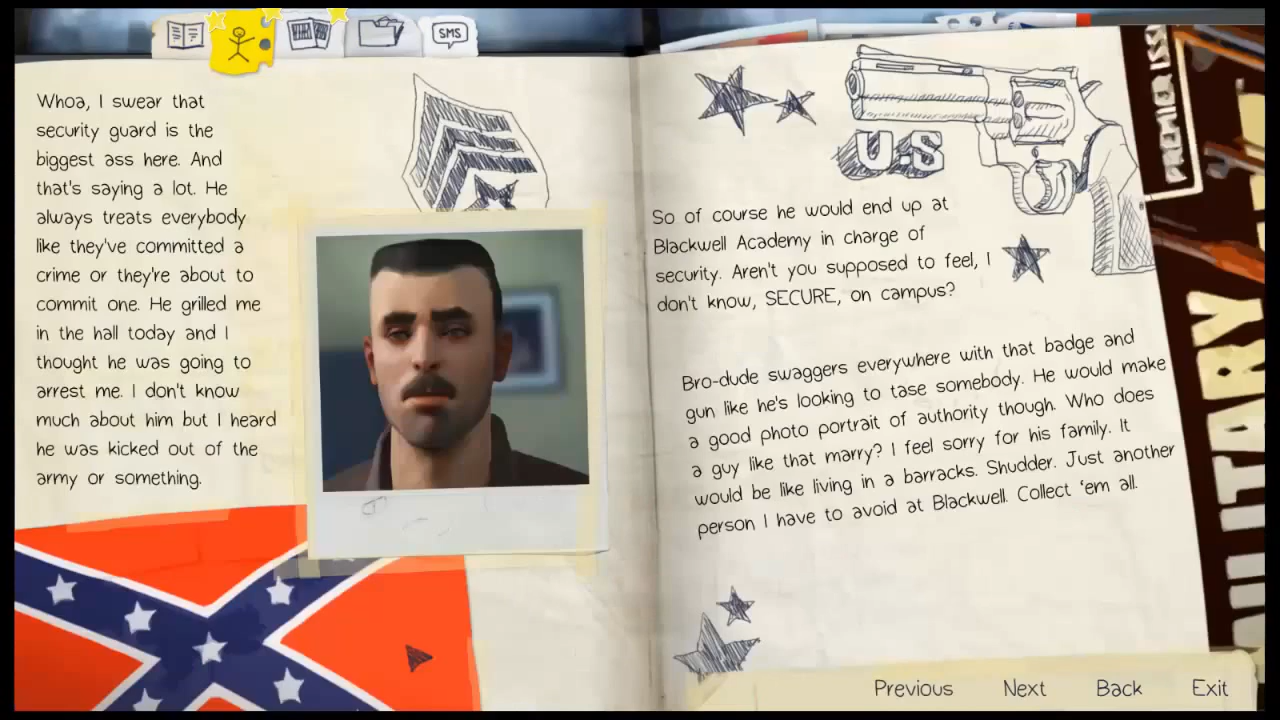 SMS
Whoa, I swear that
security guard is the
biggest ass here. And
that's saying a lot. He
always treats everybody
like they've committed a
crime or they're about to
commit one. He grilled me
in the hall today and I
thought he was going to
arrest me. I don't know
much about him but I heard
he was kicked out of the
army or something.
U.S
So of course he would end up at
Blackwell Academy in charge of
security. Aren't you supposed to feel, I
don't know, SECURE, on campus?
Bro-dude swaggers everywhere with that badge and
gun like he's looking to tase somebody. He would make
a good photo portrait of authority though. Who does
a guy like that marry? I feel sorry for his family. It
would be like living in a barracks. Shudder. Just another
person I have to avoid at Blackwell. Collect 'em all.
PREMIER ISS
MILITARY
Previous
Next
Back
Exit